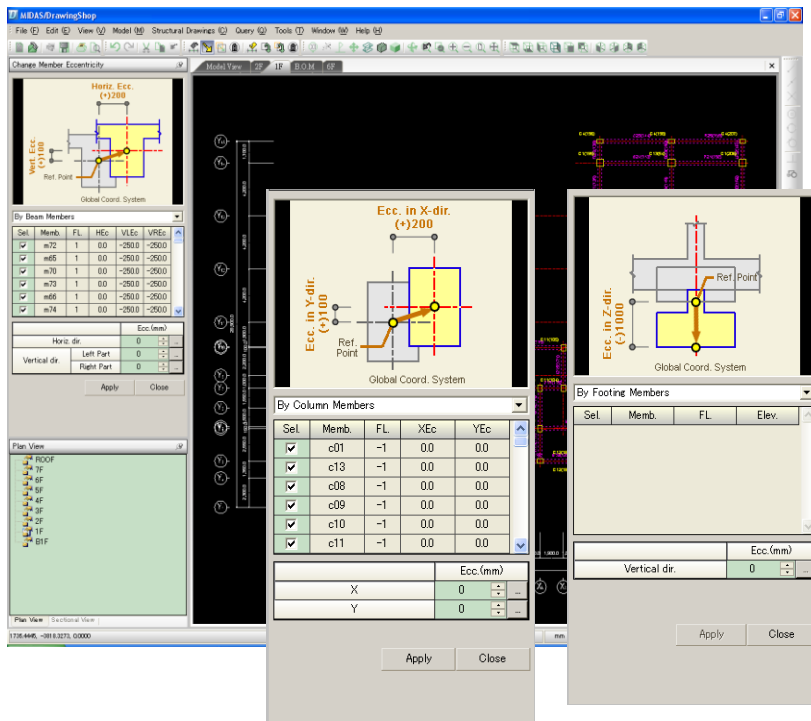 MIDAS/DrawingShop
File (F) Edit (E) View (V) Model (M) Structural Drawings (C) Query (Q) Tools (T) Window (W) Help (H)
Change Member Eccentricity
Model View 2F 1F B.O.M 6F
Horiz. Ecc.
(+)200
Vert. Ecc.
(+)100
Ref. Point
Global Coord. System
By Beam Members
Sel. Memb. FL. HEc VLEc VREc
m72 1 0.0 -250.0 -250.0
m65 1 0.0 -250.0 -250.0
m70 1 0.0 -250.0 -250.0
m73 1 0.0 -250.0 -250.0
m66 1 0.0 -250.0 -250.0
m74 1 0.0 -250.0 -250.0
Ecc.(mm)
Horiz. dir. 0 ...
Vertical dir. Left Part 0 ...
Right Part 0 ...
Apply Close
Plan View
ROOF
7F
6F
5F
4F
3F
2F
1F
B1F
Plan View Sectional View
mm
Ecc. in X-dir.
(+)200
Ecc. in Y-dir.
(+)100
Ref.
Point
Global Coord. System
By Column Members
Sel. Memb. FL. XEc YEc
c01 -1 0.0 0.0
c13 -1 0.0 0.0
c08 -1 0.0 0.0
c09 -1 0.0 0.0
c10 -1 0.0 0.0
c11 -1 0.0 0.0
Ecc.(mm)
X 0 ...
Y 0 ...
Apply Close
Ref. Point
Ecc. in Z-dir.
(-)1000
Global Coord. System
By Footing Members
Sel. Memb. FL. Elev.
Ecc.(mm)
Vertical dir. 0 ...
Apply Close